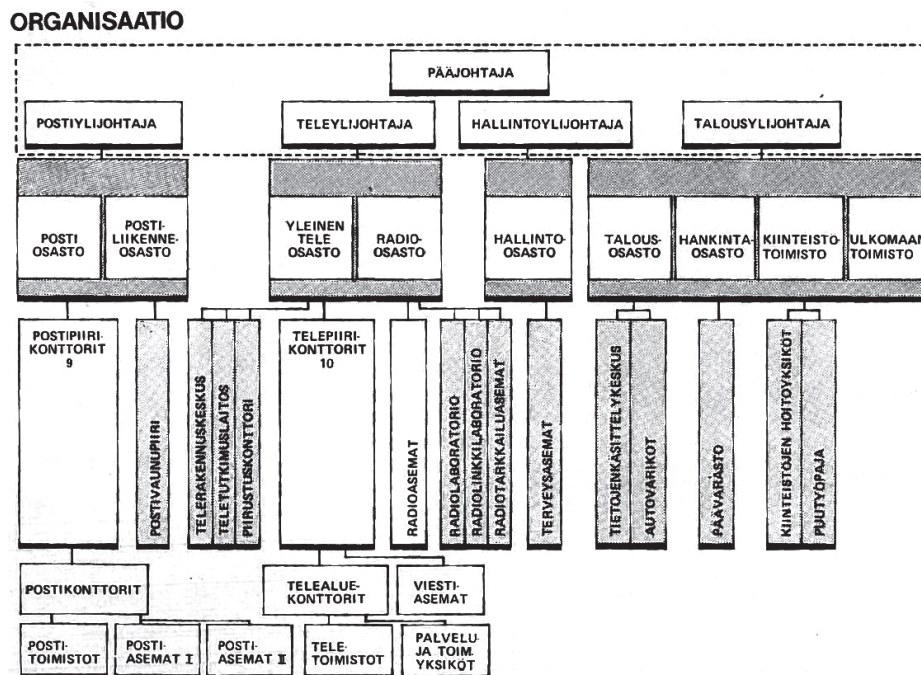 ORGANISAATIO
PÄÄJOHTAJA
POSTIYLIJOHTAJA
TELEYLIJOHTAJA
HALLINTOYLIJOHTAJA
TALOUSYLIJOHTAJA
POSTI
OSASTO
POSTI-
LIIKENNE-
OSASTO
YLEINEN
TELE
OSASTO
RADIO-
OSASTO
HALLINTO-
OSASTO
TALOUS-
OSASTO
HANKINTA-
OSASTO
KIINTEISTÖ-
TOIMISTO
ULKOMAAN
TOIMISTO
POSTIPIIRI-
KONTTORIT
9
POSTIVAUNUPIIRI
TELERAKENNUSKESKUS
TELETUTKIMUSLAITOS
PIIRUSTUSKONTTORI
TELEPIIRI-
KONTTORIT
10
RADIOASEMAT
RADIOLABORATORIO
RADIOLINKKILABORATORIO
RADIOTARKKAILUASEMAT
TERVEYSASEMAT
TIETOJENKÄSITTELYKESKUS
AUTOVARIKOT
PÄÄVARASTO
KIINTEISTÖJEN HOITOYKSIKÖT
PUUTYÖPAJA
POSTIKONTTORIT
TELEALUE-
KONTTORIT
VIESTI-
ASEMAT
POSTI-
TOIMISTOT
POSTI-
ASEMAT I
POSTI-
ASEMAT II
TELE-
TOIMISTOT
PALVELU-
JA TOIM.
YKSIKÖT